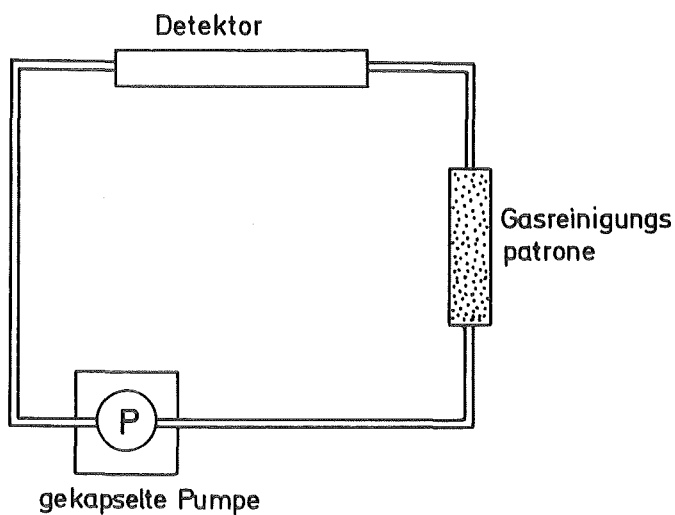 Detektor
Gasreinigungs
patrone
P
gekapselte Pumpe